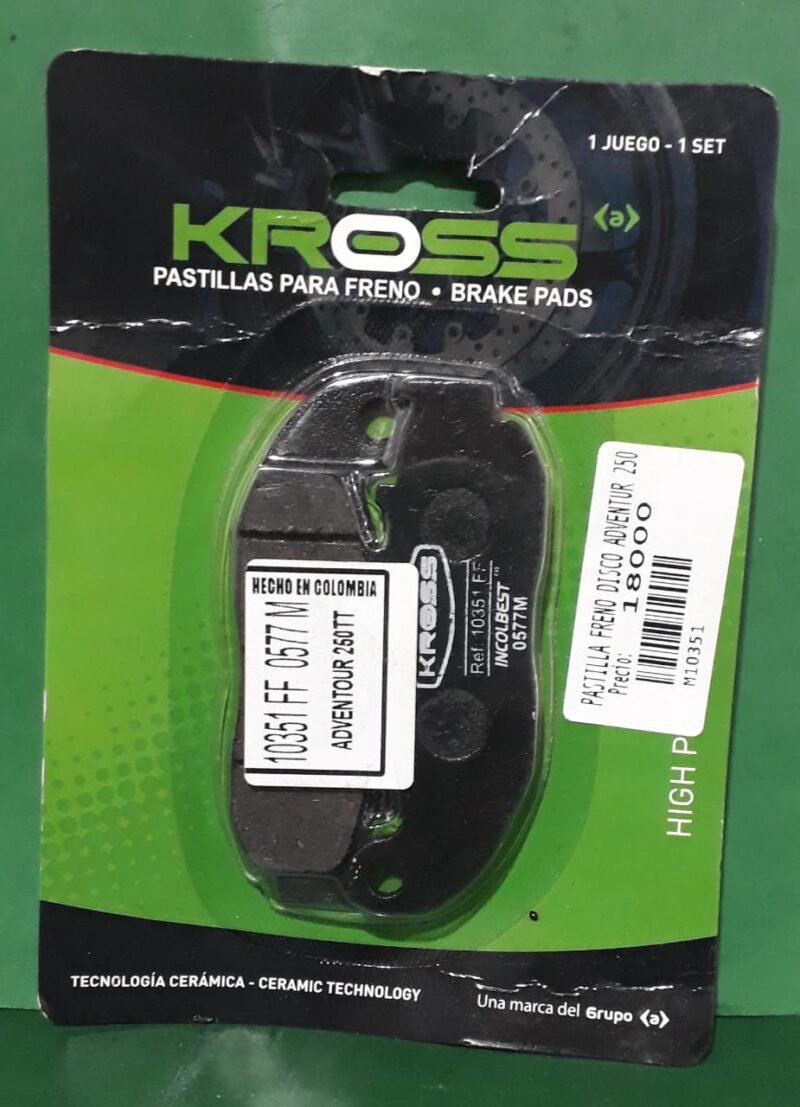 1 JUEGO - 1 SET
KROSS
<a>
PASTILLAS PARA FRENO • BRAKE PADS
HECHO EN COLOMBIA
10351 FF 0577 M
ADVENTOUR 250TT
KROSS
Ref. 10351 FF
INCOLBEST
0577M
PASTILLA FRENO DISCO ADVENTUR 250
Precio: 18000
M10351
HIGH P
TECNOLOGÍA CERÁMICA - CERAMIC TECHNOLOGY
Una marca del Grupo <a>